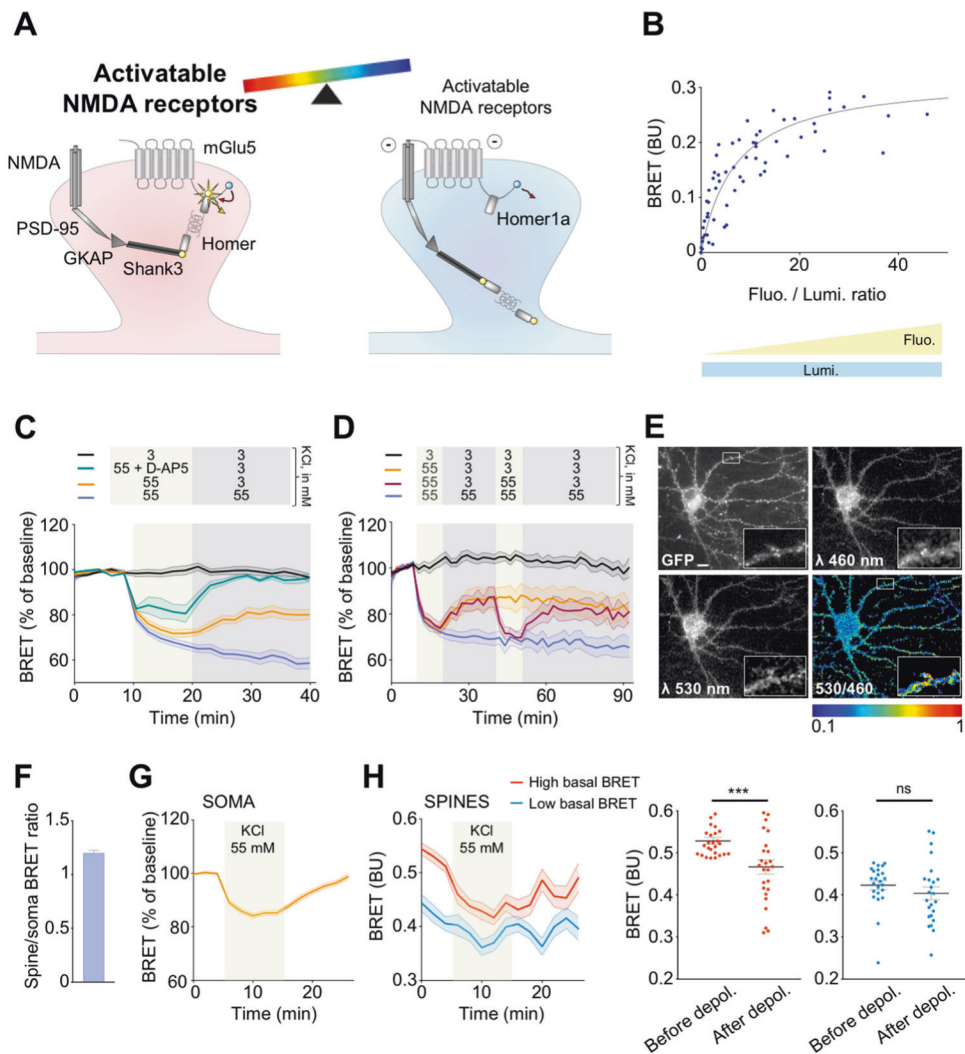 A
Activatable
NMDA receptors
Activatable
NMDA receptors
NMDA
mGlu5
PSD-95
GKAP
Shank3
Homer
-
-
Homer1a
B
BRET (BU)
0.3
0.2
0.1
0
0
20
40
Fluo. / Lumi. ratio
Fluo.
Lumi.
C
3
3
55 + D-AP5
3
55
3
55
55
KCl, in mM
BRET (% of baseline)
120
100
80
60
0
10
20
30
40
Time (min)
D
3
3
3
3
55
3
3
3
55
3
55
3
55
55
55
55
KCl, in mM
BRET (% of baseline)
120
100
80
60
0
30
60
90
Time (min)
E
GFP
λ 460 nm
λ 530 nm
530/460
0.1
1
F
Spine/soma BRET ratio
1.5
1
0.5
0
G
SOMA
KCl
55 mM
BRET (% of baseline)
120
100
80
60
0
20
Time (min)
H
High basal BRET
Low basal BRET
SPINES
KCl
55 mM
BRET (BU)
0.6
0.5
0.4
0.3
0
20
Time (min)
***
BRET (BU)
0.6
0.5
0.4
0.3
0.2
Before depol.
After depol.
ns
0.6
0.5
0.4
0.3
0.2
Before depol.
After depol.